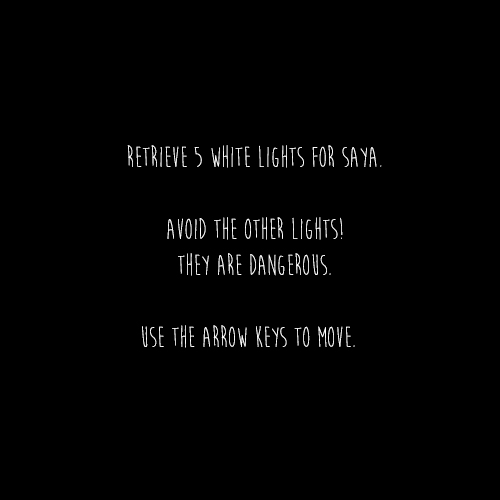 RETRIEVE 5 WHITE LIGHTS FOR SAYA.
AVOID THE OTHER LIGHTS!
THEY ARE DANGEROUS.
USE THE ARROW KEYS TO MOVE.